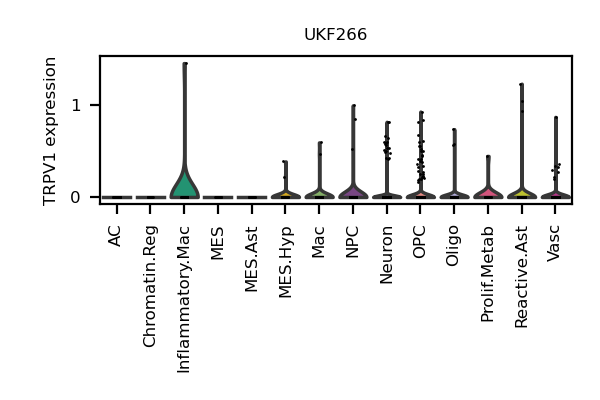 UKF266
TRPV1 expression
1
0
AC
Chromatin.Reg
Inflammatory.Mac
MES
MES.Ast
MES.Hyp
Mac
NPC
Neuron
OPC
Oligo
Prolif.Metab
Reactive.Ast
Vasc